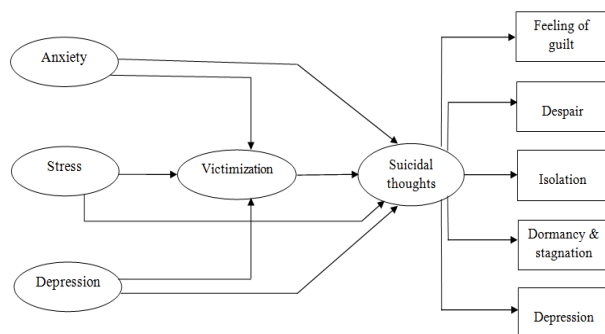 Anxiety
Stress
Depression
Victimization
Suicidal
thoughts
Feeling of
guilt
Despair
Isolation
Dormancy &
stagnation
Depression